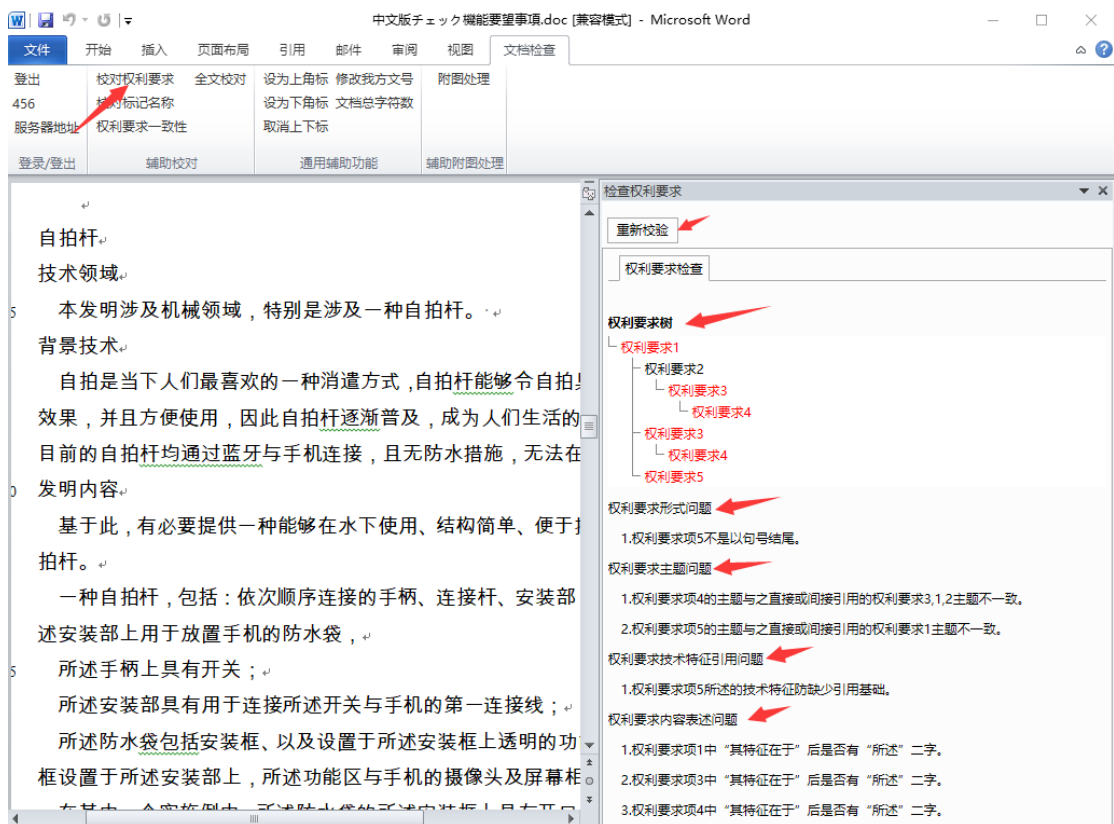 中文版チェック機能要望事項.doc [兼容模式] - Microsoft Word
文件 开始 插入 页面布局 引用 邮件 审阅 视图 文档检查
登出 校对权利要求 全文校对 设为上角标 修改我方文号 附图处理
456 标记名称 设为下角标 文档总字符数
服务器地址 权利要求一致性 取消上下标
登录/登出 辅助校对 通用辅助功能 辅助附图处理
自拍杆
技术领域
本发明涉及机械领域，特别是涉及一种自拍杆。
背景技术
自拍是当下人们最喜欢的一种消遣方式，自拍杆能够令自拍
效果，并且方便使用，因此自拍杆逐渐普及，成为人们生活的
目前的自拍杆均通过蓝牙与手机连接，且无防水措施，无法在
发明内容
基于此，有必要提供一种能够在水下使用、结构简单、便于
拍杆。
一种自拍杆，包括：依次顺序连接的手柄、连接杆、安装部
述安装部上用于放置手机的防水袋，
所述手柄上具有开关；
所述安装部具有用于连接所述开关与手机的第一连接线；
所述防水袋包括安装框、以及设置于所述安装框上透明的功
框设置于所述安装部上，所述功能区与手机的摄像头及屏幕相
检查权利要求
重新校验
权利要求检查
权利要求树
权利要求1
权利要求2
权利要求3
权利要求4
权利要求3
权利要求4
权利要求5
权利要求形式问题
1.权利要求项5不是以句号结尾。
权利要求主题问题
1.权利要求项4的主题与之直接或间接引用的权利要求3,1,2主题不一致。
2.权利要求项5的主题与之直接或间接引用的权利要求1主题不一致。
权利要求技术特征引用问题
1.权利要求项5所述的技术特征防缺少引用基础。
权利要求内容表述问题
1.权利要求项1中“其特征在于”后是否有“所述”二字。
2.权利要求项3中“其特征在于”后是否有“所述”二字。
3.权利要求项4中“其特征在于”后是否有“所述”二字。